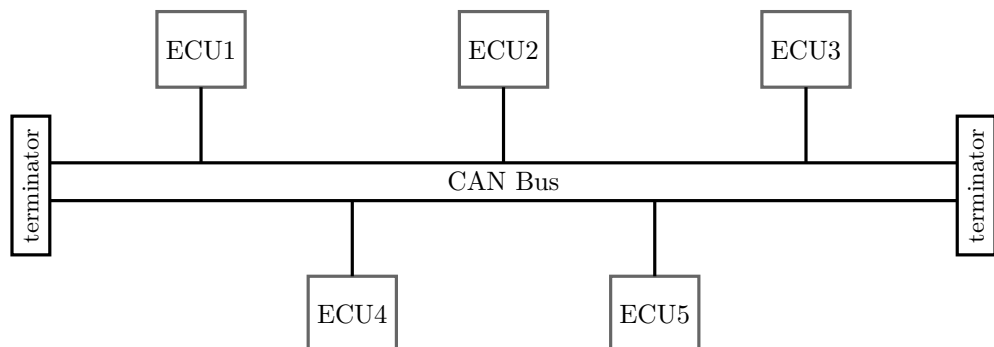 ECU1
ECU2
ECU3
terminator
CAN Bus
terminator
ECU4
ECU5